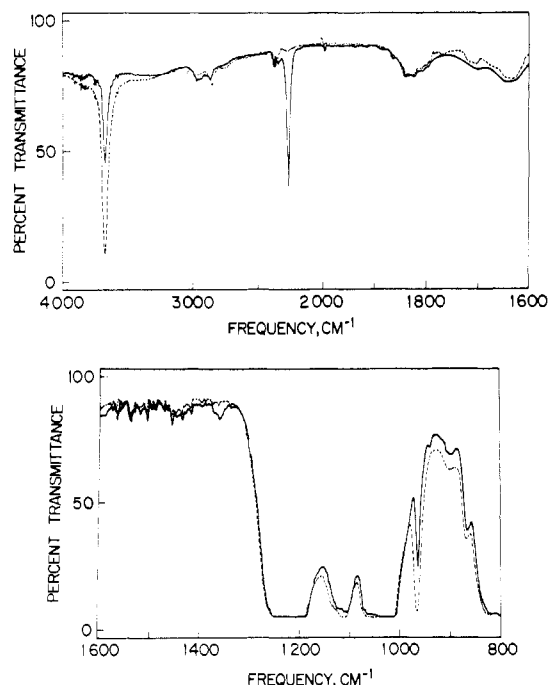 100
50
0
PERCENT TRANSMITTANCE
4000 3000 2000 1800 1600
FREQUENCY, CM⁻¹
100
50
0
PERCENT TRANSMITTANCE
1600 1400 1200 1000 800
FREQUENCY, CM⁻¹